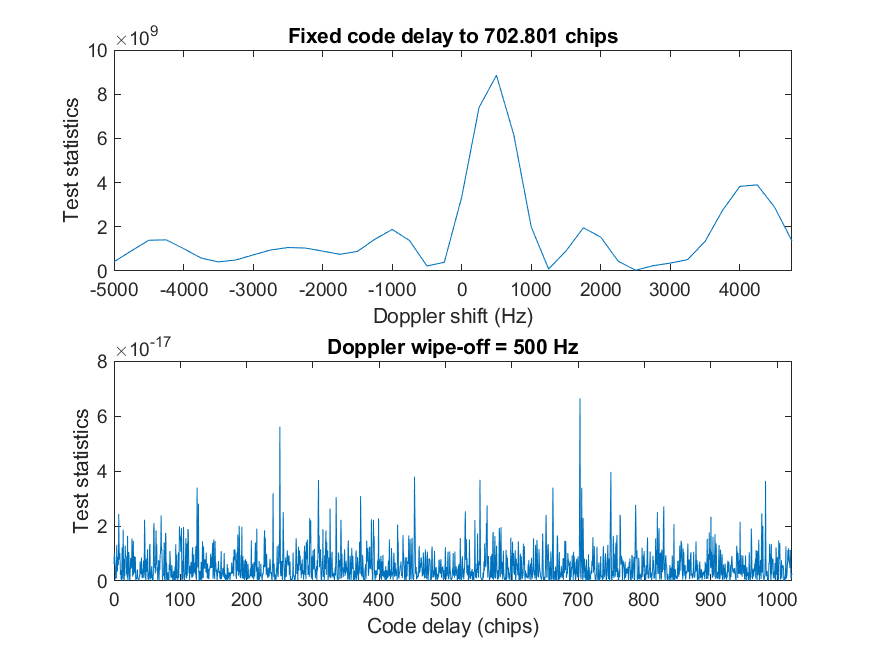 ×10^9
Fixed code delay to 702.801 chips
10
8
6
4
2
0
Test statistics
-5000 -4000 -3000 -2000 -1000 0 1000 2000 3000 4000
Doppler shift (Hz)
×10^-17
Doppler wipe-off = 500 Hz
8
6
4
2
0
Test statistics
0 100 200 300 400 500 600 700 800 900 1000
Code delay (chips)